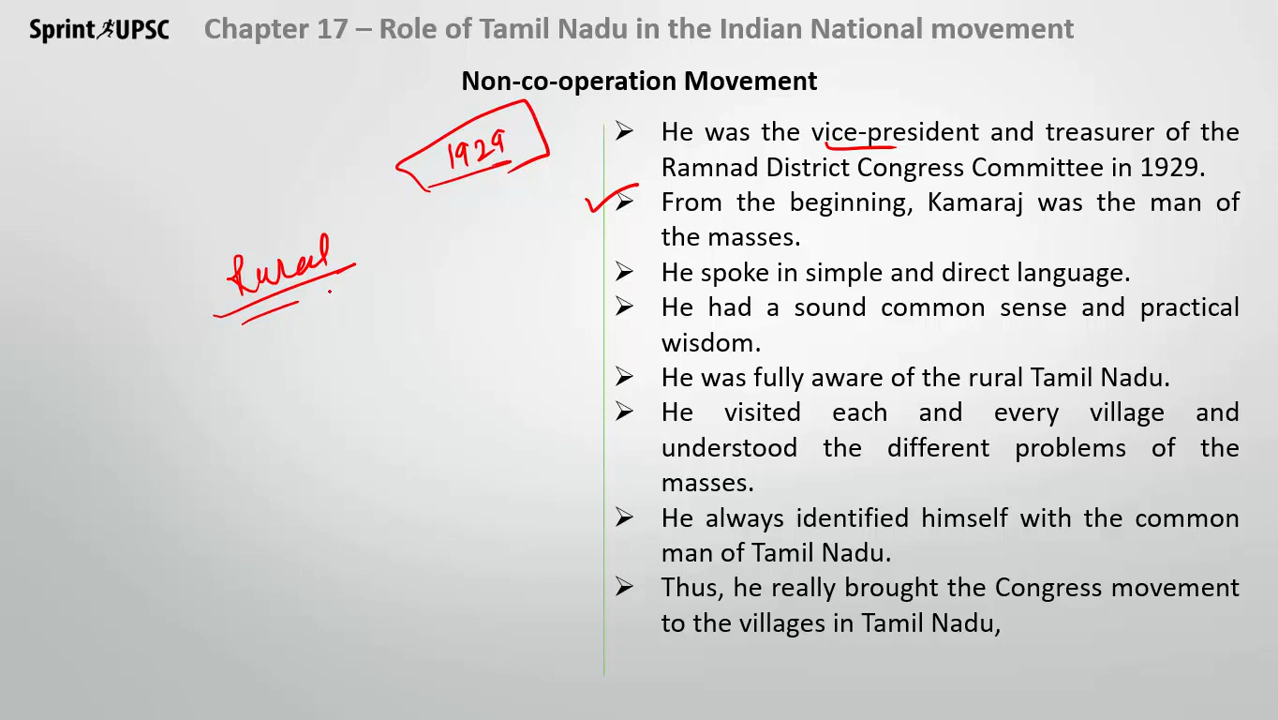 Sprint UPSC
Chapter 17 – Role of Tamil Nadu in the Indian National movement
Non-co-operation Movement
1929
Rural
➢ He was the vice-president and treasurer of the
Ramnad District Congress Committee in 1929.
➢ From the beginning, Kamaraj was the man of
the masses.
➢ He spoke in simple and direct language.
➢ He had a sound common sense and practical
wisdom.
➢ He was fully aware of the rural Tamil Nadu.
➢ He visited each and every village and
understood the different problems of the
masses.
➢ He always identified himself with the common
man of Tamil Nadu.
➢ Thus, he really brought the Congress movement
to the villages in Tamil Nadu,